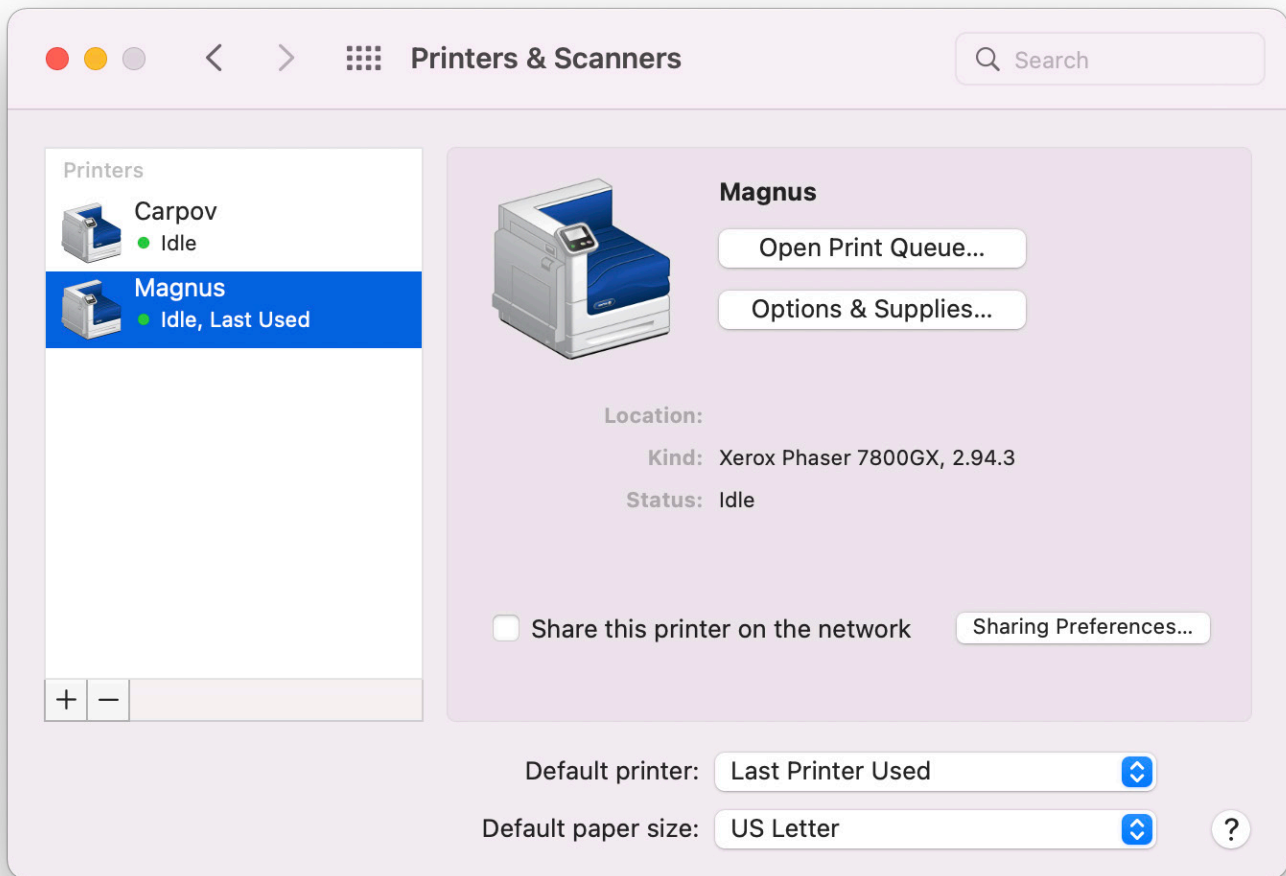 Printers & Scanners
Search
Printers
Carpov
Idle
Magnus
Idle, Last Used
Magnus
Open Print Queue...
Options & Supplies...
Location:
Kind: Xerox Phaser 7800GX, 2.94.3
Status: Idle
Share this printer on the network
Sharing Preferences...
+ −
Default printer: Last Printer Used
Default paper size: US Letter
?